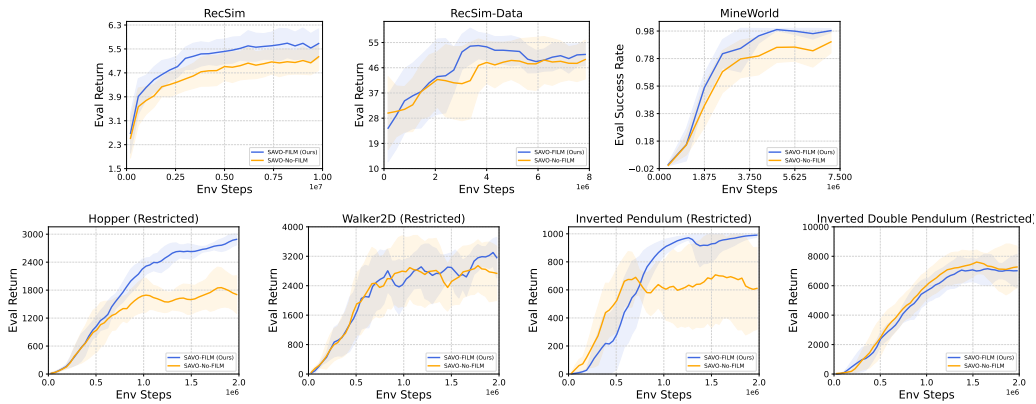 RecSim
Eval Return
6.3
5.5
4.7
3.9
3.1
2.3
1.5
0.00
0.25
0.50
0.75
1.00
1e7
Env Steps
SAVO-FILM (Ours)
SAVO-No-FILM
RecSim-Data
Eval Return
55
46
37
28
19
10
0
2
4
6
8
1e6
Env Steps
SAVO-FILM (Ours)
SAVO-No-FILM
MineWorld
Eval Success Rate
0.98
0.78
0.58
0.38
0.18
−0.02
0.000
1.875
3.750
5.625
7.500
1e6
Env Steps
SAVO-FILM (Ours)
SAVO-No-FILM
Hopper (Restricted)
Eval Return
3000
2400
1800
1200
600
0
0.0
0.5
1.0
1.5
2.0
1e6
Env Steps
SAVO-FILM (Ours)
SAVO-No-FILM
Walker2D (Restricted)
Eval Return
4000
3200
2400
1600
800
0
0.0
0.5
1.0
1.5
2.0
1e6
Env Steps
SAVO-FILM (Ours)
SAVO-No-FILM
Inverted Pendulum (Restricted)
Eval Return
1000
800
600
400
200
0
0.0
0.5
1.0
1.5
2.0
1e6
Env Steps
SAVO-FILM (Ours)
SAVO-No-FILM
Inverted Double Pendulum (Restricted)
Eval Return
10000
8000
6000
4000
2000
0
0.0
0.5
1.0
1.5
2.0
1e6
Env Steps
SAVO-FILM (Ours)
SAVO-No-FILM